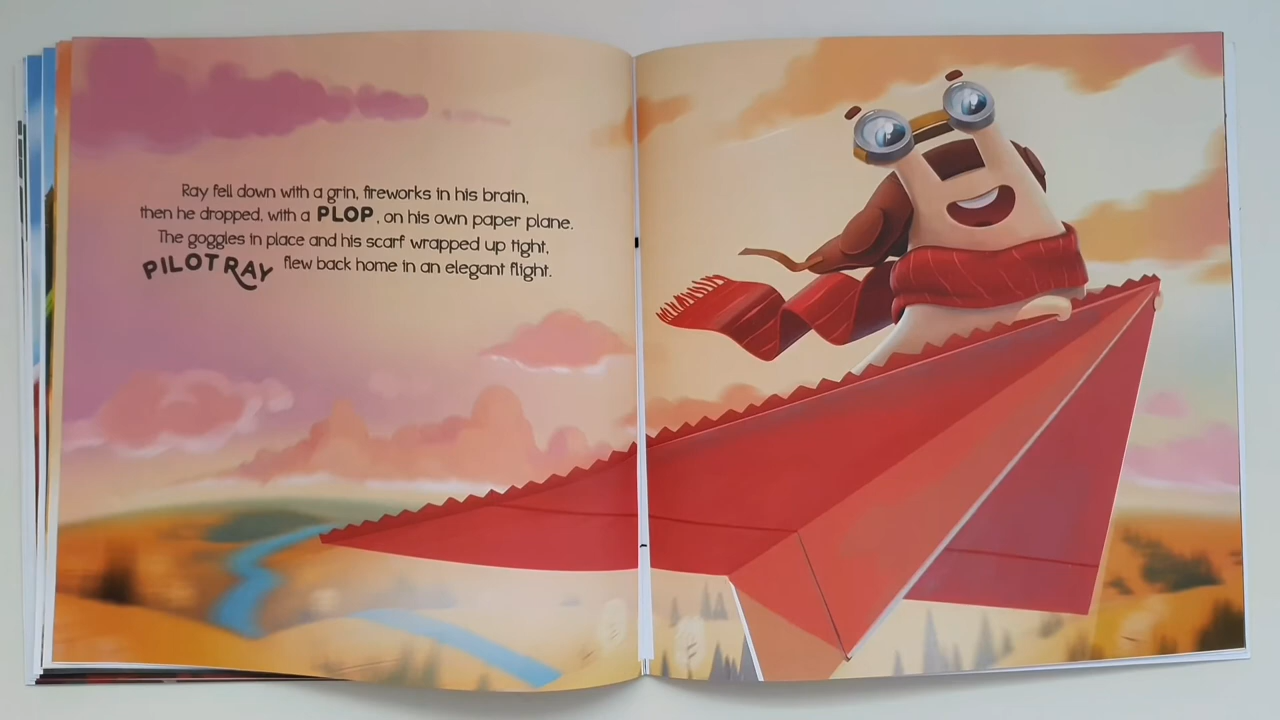 Ray fell down with a grin, fireworks in his brain,
then he dropped, with a PLOP, on his own paper plane.
The goggles in place and his scarf wrapped up tight,
PILOT RAY flew back home in an elegant flight.